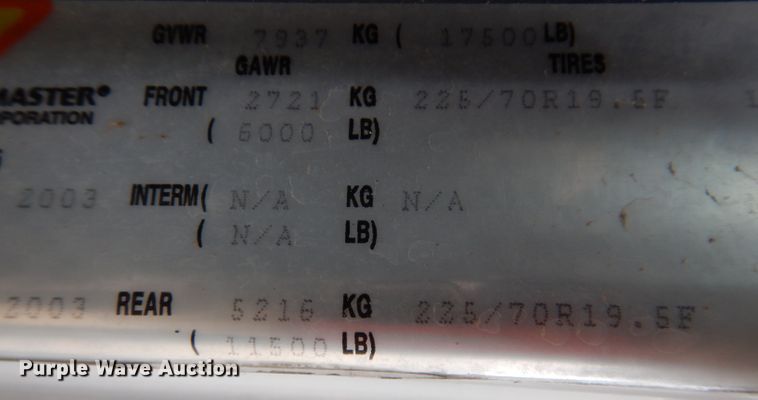 GVWR 7937 KG ( 17500 LB)
GAWR TIRES
MASTER® FRONT 2721 KG 225/70R19.5F 1
ORPORATION ( 6000 LB)
2003 INTERM( N/A KG N/A
( N/A LB)
2003 REAR 5216 KG 225/70R19.5F
( 11500 LB)
Purple Wave Auction